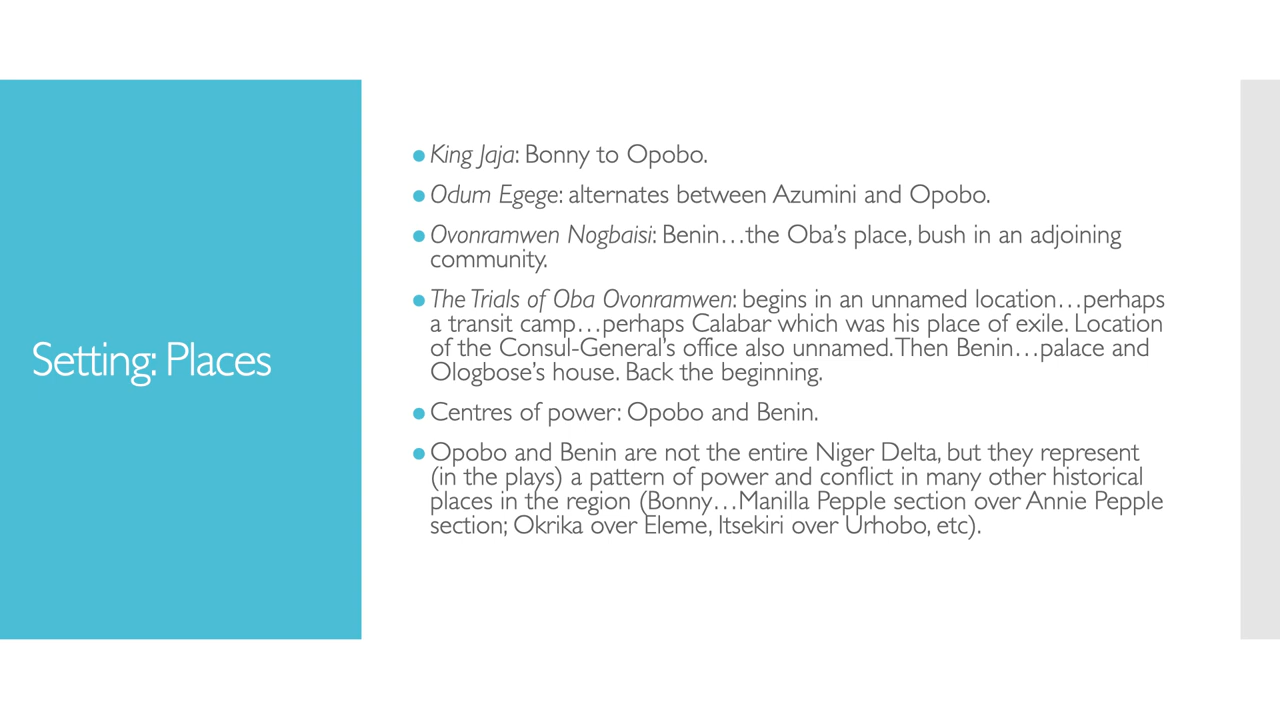 Setting: Places
King Jaja: Bonny to Opobo.
Odum Egege: alternates between Azumini and Opobo.
Ovonramwen Nogbaisi: Benin…the Oba's place, bush in an adjoining
community.
The Trials of Oba Ovonramwen: begins in an unnamed location…perhaps
a transit camp…perhaps Calabar which was his place of exile. Location
of the Consul-General's office also unnamed. Then Benin…palace and
Ologbose's house. Back the beginning.
Centres of power: Opobo and Benin.
Opobo and Benin are not the entire Niger Delta, but they represent
(in the plays) a pattern of power and conflict in many other historical
places in the region (Bonny…Manilla Pepple section over Annie Pepple
section; Okrika over Eleme, Itsekiri over Urhobo, etc).